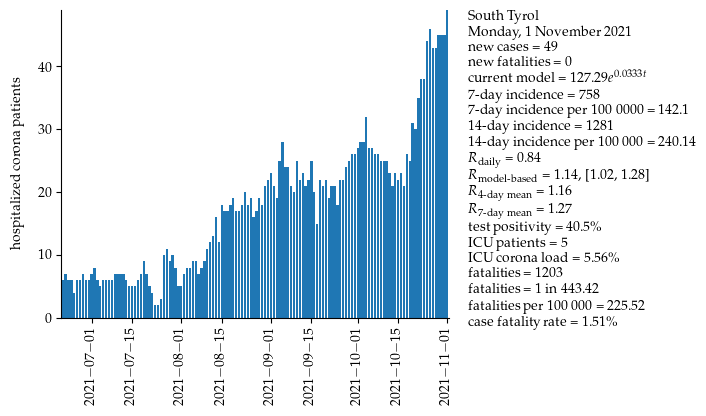 hospitalized corona patients
40
30
20
10
0
2021−07−01
2021−07−15
2021−08−01
2021−08−15
2021−09−01
2021−09−15
2021−10−01
2021−10−15
2021−11−01
South Tyrol
Monday, 1 November 2021
new cases = 49
new fatalities = 0
current model = 127.29e^0.0333t
7-day incidence = 758
7-day incidence per 100 0000 = 142.1
14-day incidence = 1281
14-day incidence per 100 000 = 240.14
R_daily = 0.84
R_model-based = 1.14, [1.02, 1.28]
R_4-day mean = 1.16
R_7-day mean = 1.27
test positivity = 40.5%
ICU patients = 5
ICU corona load = 5.56%
fatalities = 1203
fatalities = 1 in 443.42
fatalities per 100 000 = 225.52
case fatality rate = 1.51%